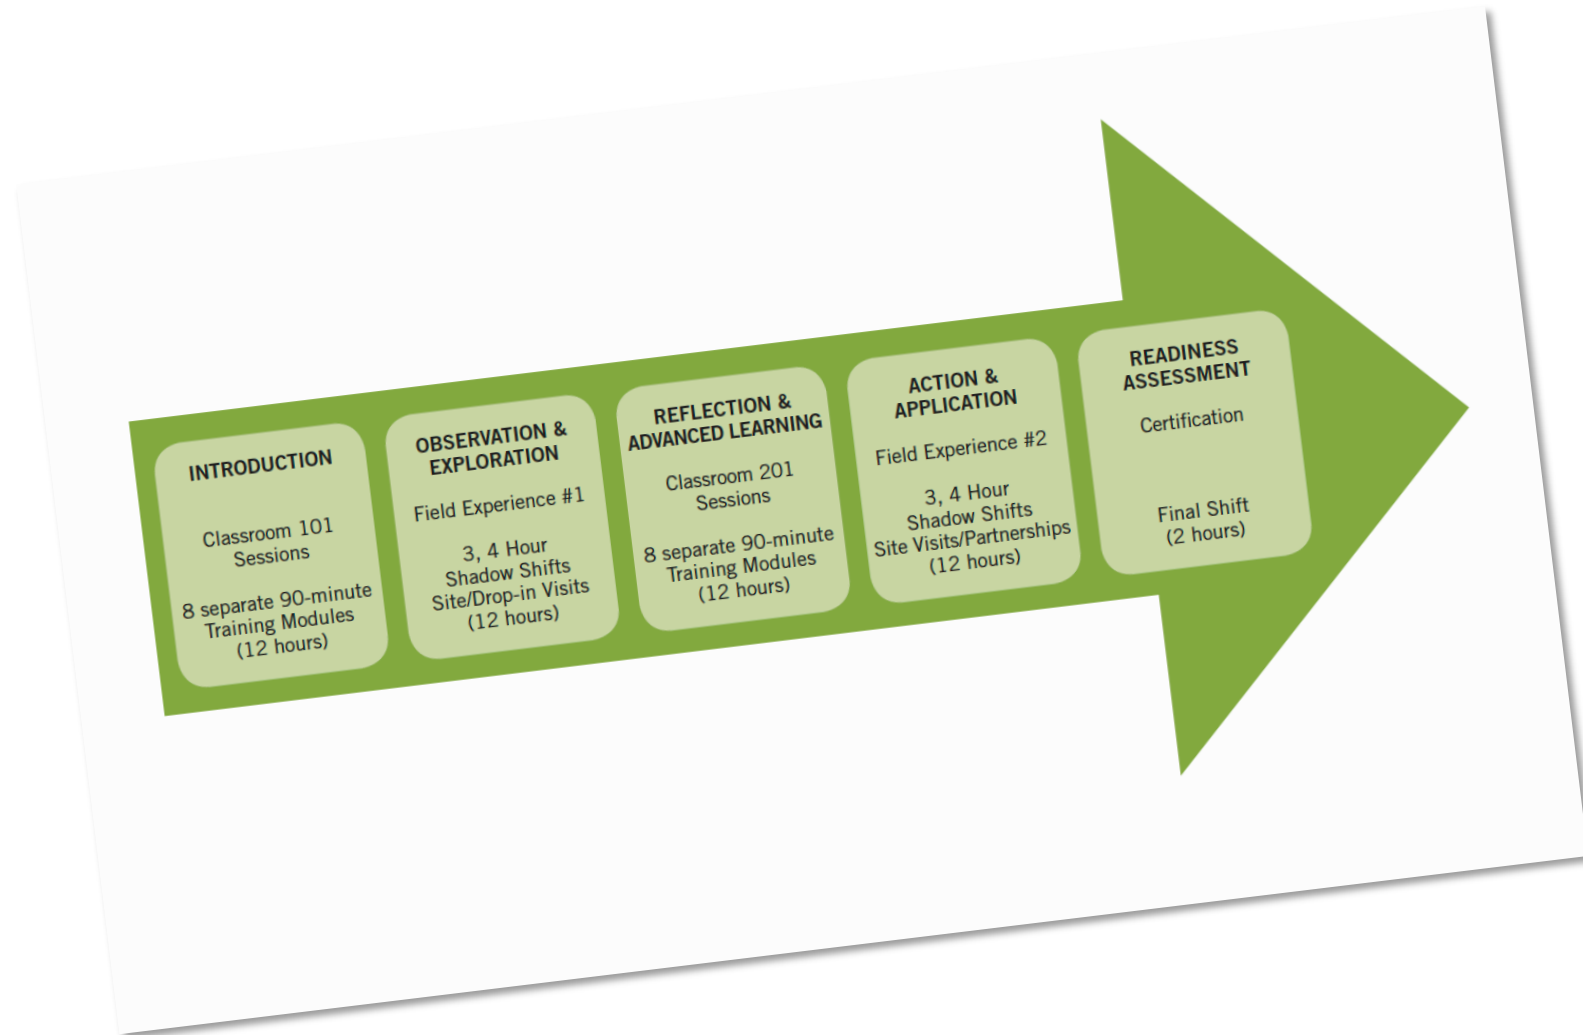 INTRODUCTION
Classroom 101
Sessions
8 separate 90-minute
Training Modules
(12 hours)
OBSERVATION &
EXPLORATION
Field Experience #1
3, 4 Hour
Shadow Shifts
Site/Drop-in Visits
(12 hours)
REFLECTION &
ADVANCED LEARNING
Classroom 201
Sessions
8 separate 90-minute
Training Modules
(12 hours)
ACTION &
APPLICATION
Field Experience #2
3, 4 Hour
Shadow Shifts
Site Visits/Partnerships
(12 hours)
READINESS
ASSESSMENT
Certification
Final Shift
(2 hours)